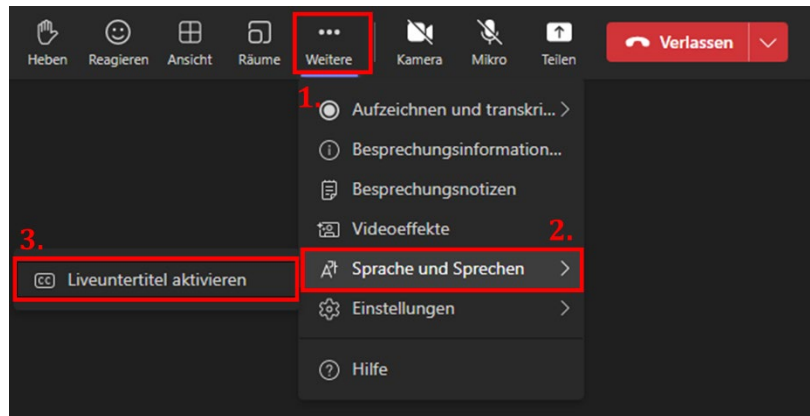 Heben Reagieren Ansicht Räume Weitere Kamera Mikro Teilen Verlassen
1.
Aufzeichnen und transkri...
Besprechungsinformation...
Besprechungsnotizen
Videoeffekte
2.
Sprache und Sprechen
3.
CC Liveuntertitel aktivieren
Einstellungen
Hilfe